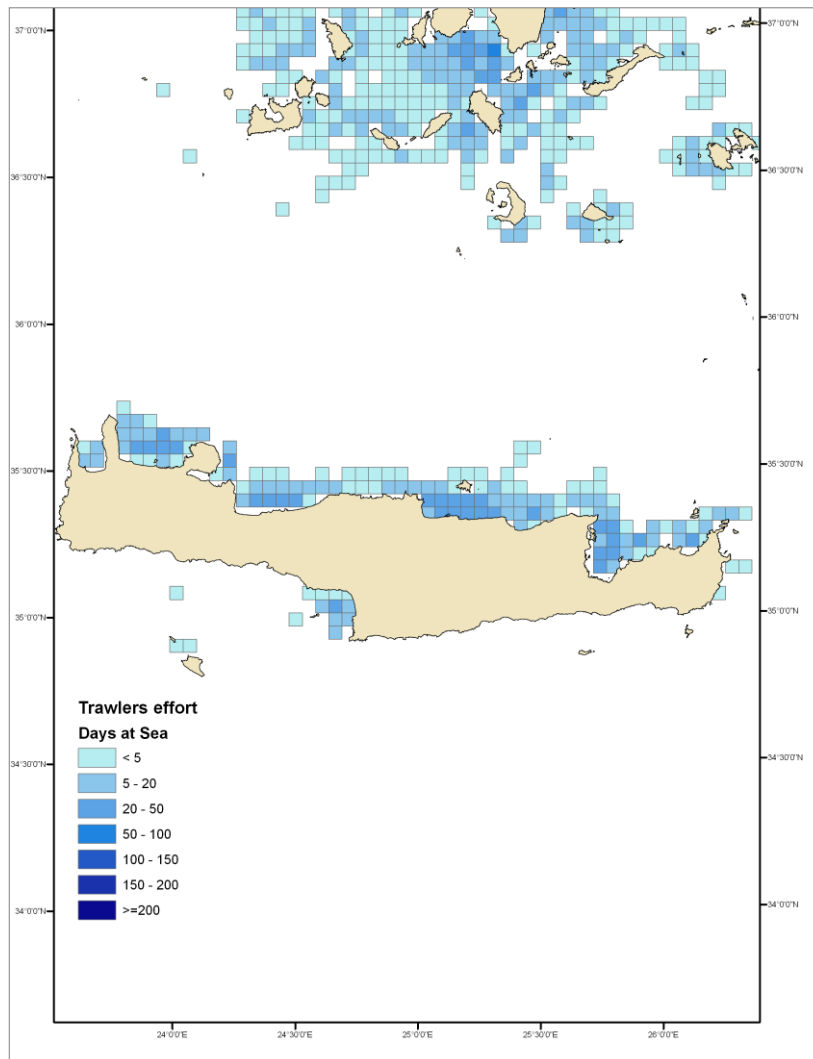 37°0'0"N
37°0'0"N
36°30'0"N
36°30'0"N
36°0'0"N
36°0'0"N
35°30'0"N
35°30'0"N
35°0'0"N
35°0'0"N
Trawlers effort
Days at Sea
< 5
5 - 20
34°30'0"N
34°30'0"N
20 - 50
50 - 100
100 - 150
150 - 200
>=200
34°0'0"N
34°0'0"N
24°0'0"E
24°30'0"E
25°0'0"E
25°30'0"E
26°0'0"E